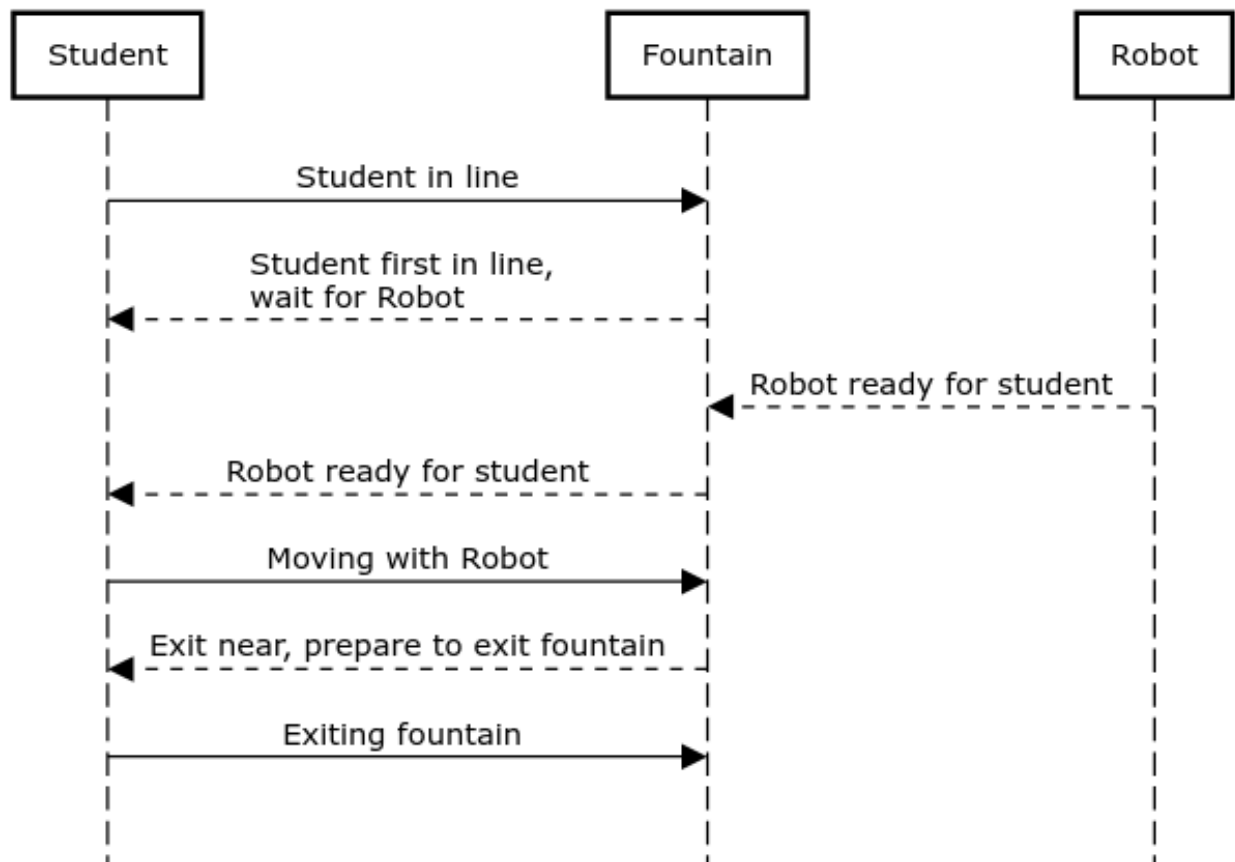 Student
Fountain
Robot
Student in line
Student first in line,
wait for Robot
Robot ready for student
Robot ready for student
Moving with Robot
Exit near, prepare to exit fountain
Exiting fountain